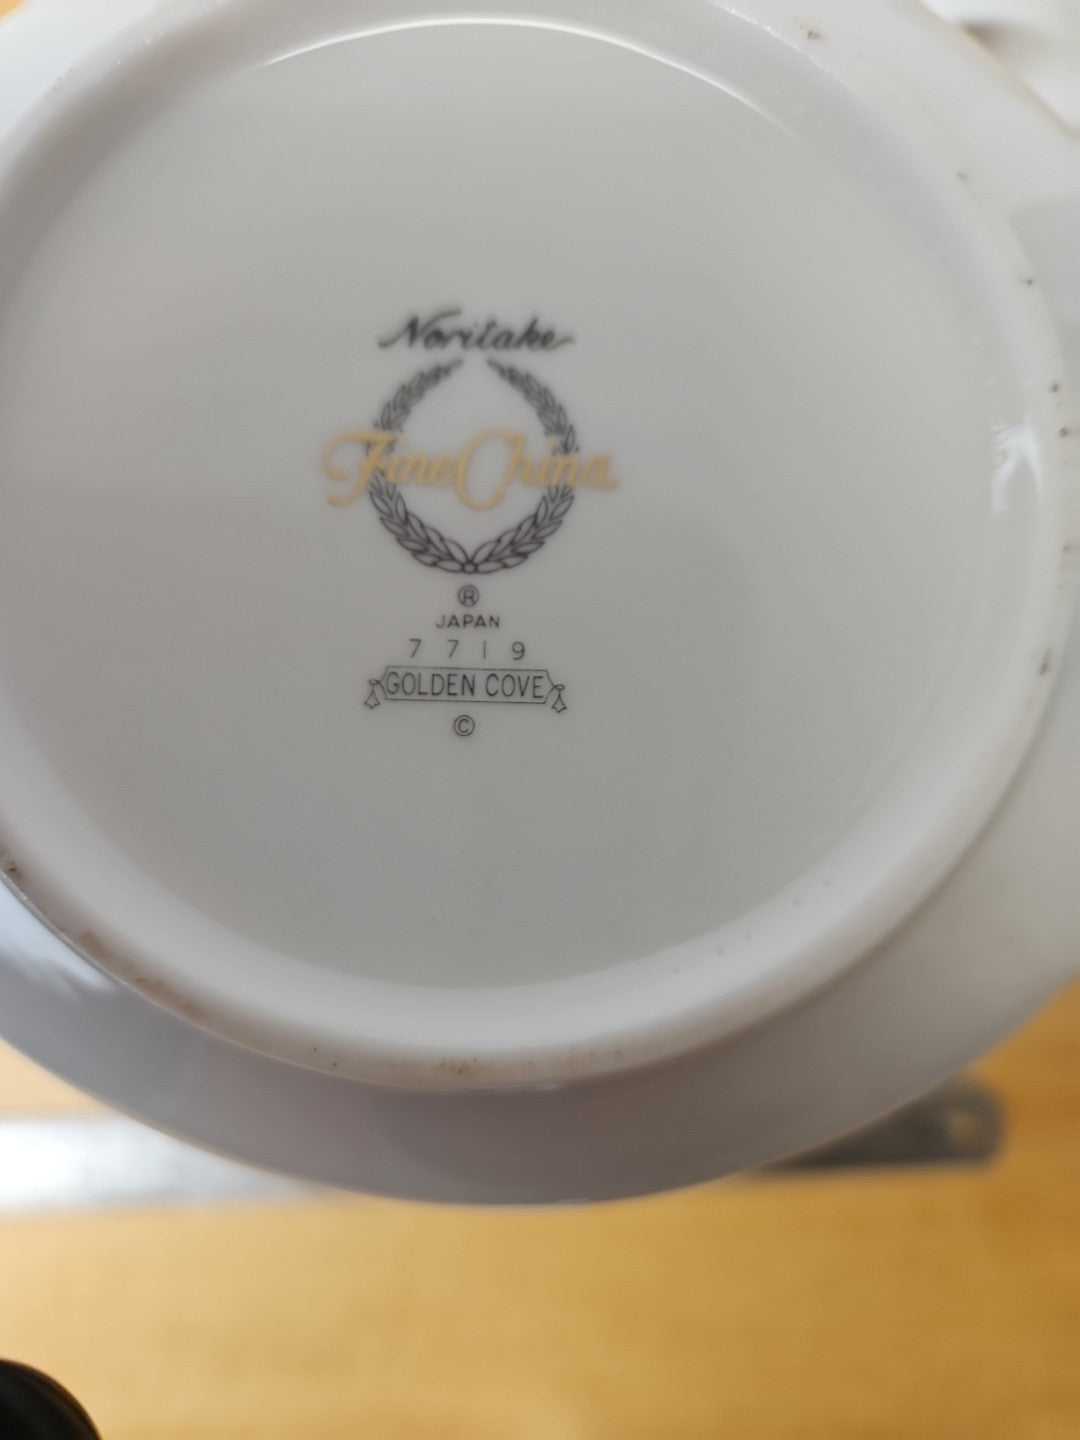 Noritake
Fine China
®
JAPAN
7719
GOLDEN COVE
©